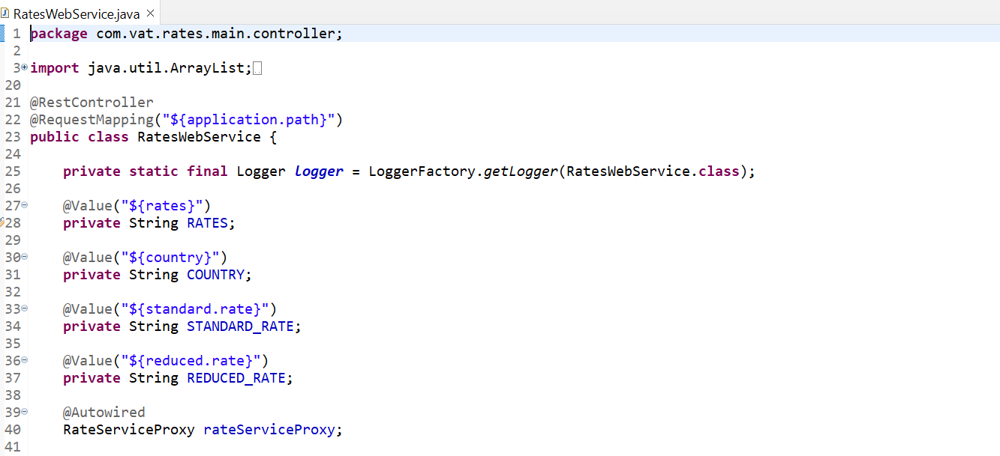 RatesWebService.java ×
1 package com.vat.rates.main.controller;
2
3 import java.util.ArrayList;
20
21 @RestController
22 @RequestMapping("${application.path}")
23 public class RatesWebService {
24
25     private static final Logger logger = LoggerFactory.getLogger(RatesWebService.class);
26
27     @Value("${rates}")
28     private String RATES;
29
30     @Value("${country}")
31     private String COUNTRY;
32
33     @Value("${standard.rate}")
34     private String STANDARD_RATE;
35
36     @Value("${reduced.rate}")
37     private String REDUCED_RATE;
38
39     @Autowired
40     RateServiceProxy rateServiceProxy;
41